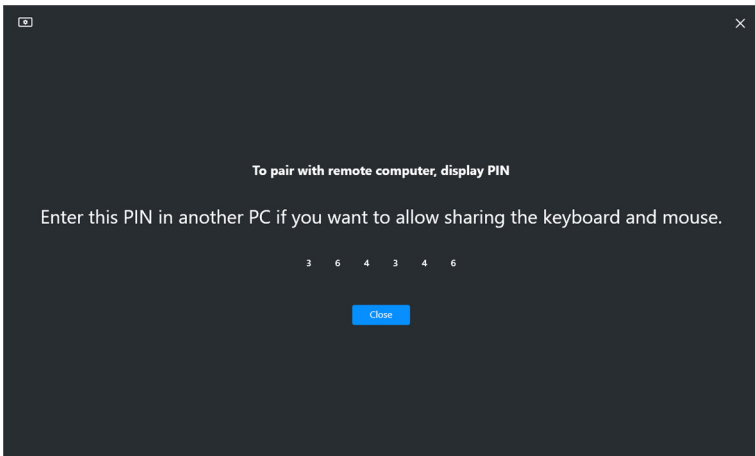 To pair with remote computer, display PIN
Enter this PIN in another PC if you want to allow sharing the keyboard and mouse.
3 6 4 3 4 6
Close